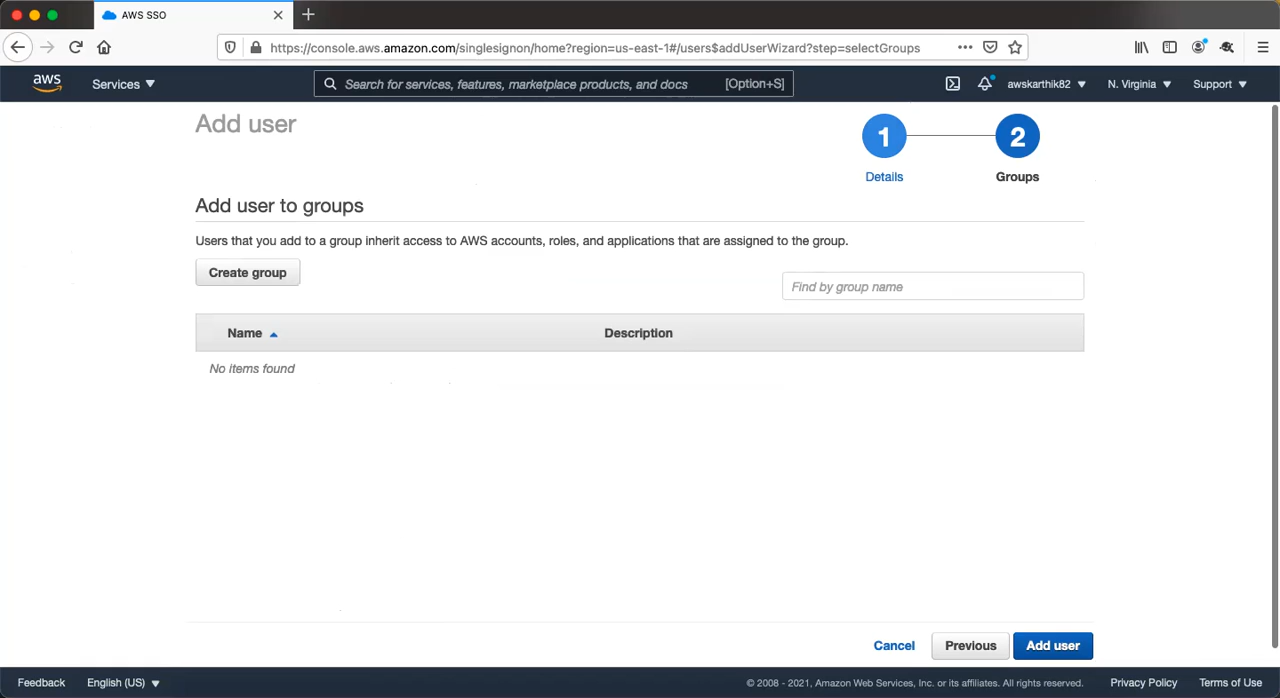 AWS SSO
https://console.aws.amazon.com/singlesignon/home?region=us-east-1#/users$addUserWizard?step=selectGroups
aws
Services
Search for services, features, marketplace products, and docs
[Option+S]
awskarthik82
N. Virginia
Support
Add user
1
2
Details
Groups
Add user to groups
Users that you add to a group inherit access to AWS accounts, roles, and applications that are assigned to the group.
Create group
Find by group name
Name
Description
No items found
Cancel
Previous
Add user
Feedback
English (US)
© 2008 - 2021, Amazon Web Services, Inc. or its affiliates. All rights reserved.
Privacy Policy
Terms of Use